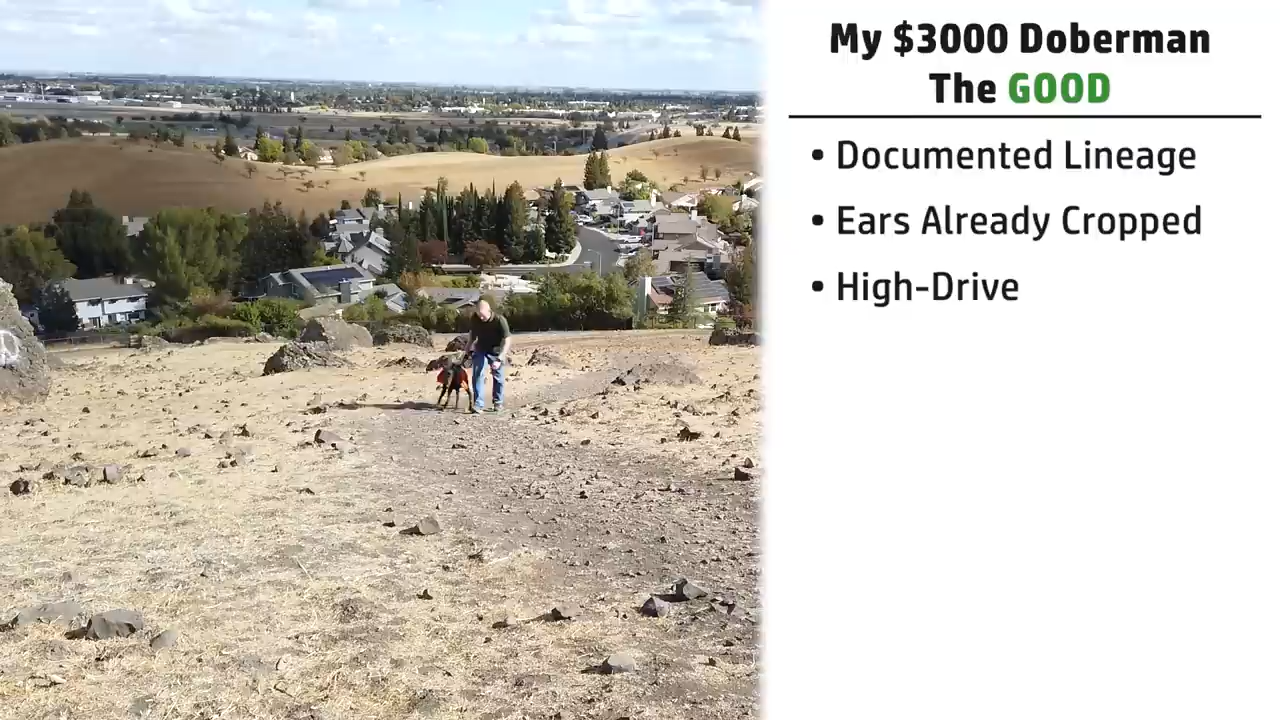 My $3000 Doberman
The GOOD
• Documented Lineage
• Ears Already Cropped
• High-Drive